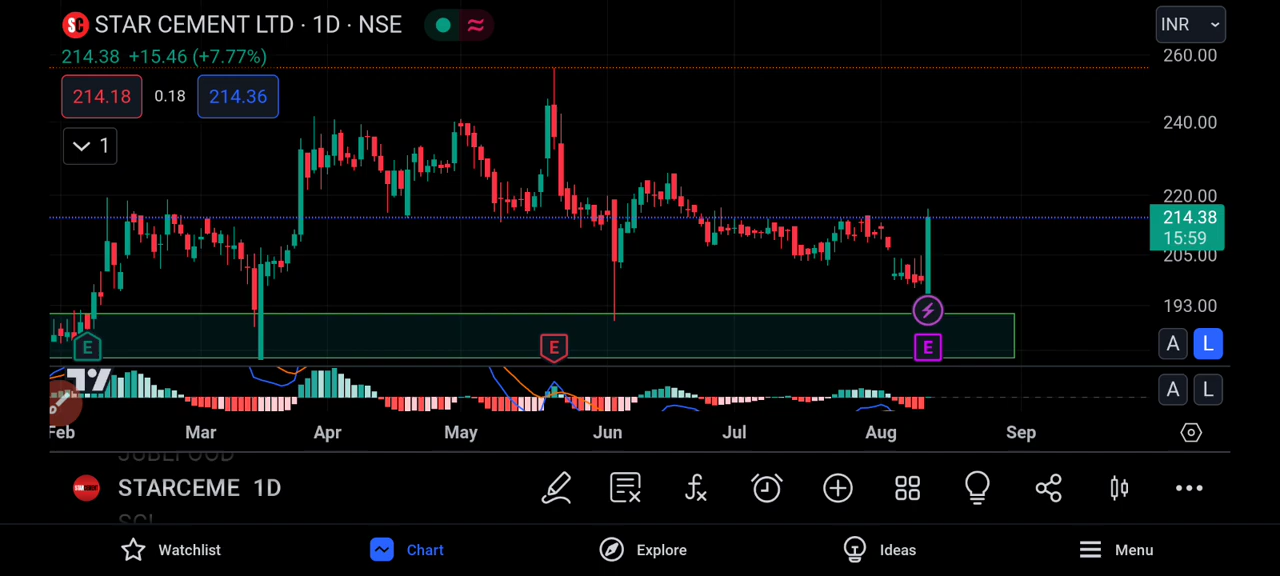 STAR CEMENT LTD · 1D · NSE
INR
214.38 +15.46 (+7.77%)
260.00
214.18 0.18 214.36
240.00
1
220.00
214.38
15:59
205.00
193.00
E E E
A L
A L
Feb Mar Apr May Jun Jul Aug Sep
JUBLFOOD
STARCEME 1D
SCI
Watchlist Chart Explore Ideas Menu